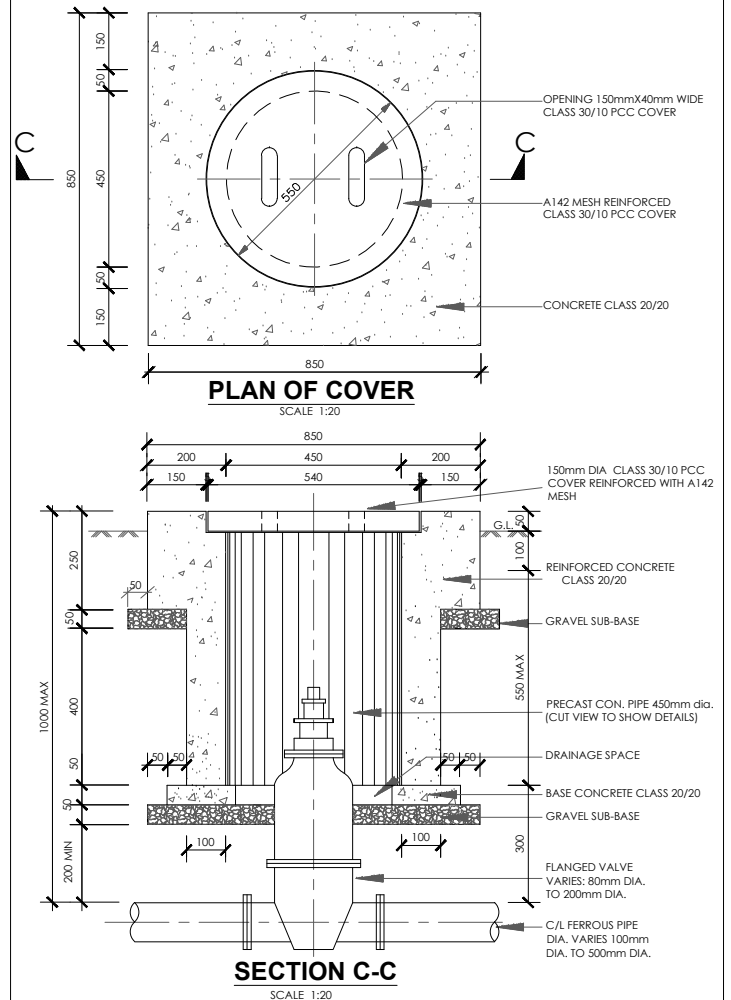 150
50
450
850
50
150
C
C
550
OPENING 150mmX40mm WIDE
CLASS 30/10 PCC COVER
A142 MESH REINFORCED
CLASS 30/10 PCC COVER
CONCRETE CLASS 20/20
850
PLAN OF COVER
SCALE 1:20
850
200
450
200
150
540
150
150mm DIA CLASS 30/10 PCC
COVER REINFORCED WITH A142
MESH
G.L.
50
100
250
50
50
REINFORCED CONCRETE
CLASS 20/20
GRAVEL SUB-BASE
1000 MAX
400
550 MAX
PRECAST CON. PIPE 450mm dia.
(CUT VIEW TO SHOW DETAILS)
DRAINAGE SPACE
50
50
50
50
50
BASE CONCRETE CLASS 20/20
50
GRAVEL SUB-BASE
100
100
200 MIN
300
FLANGED VALVE
VARIES: 80mm DIA.
TO 200mm DIA.
C/L FERROUS PIPE
DIA. VARIES 100mm
DIA. TO 500mm DIA.
SECTION C-C
SCALE 1:20